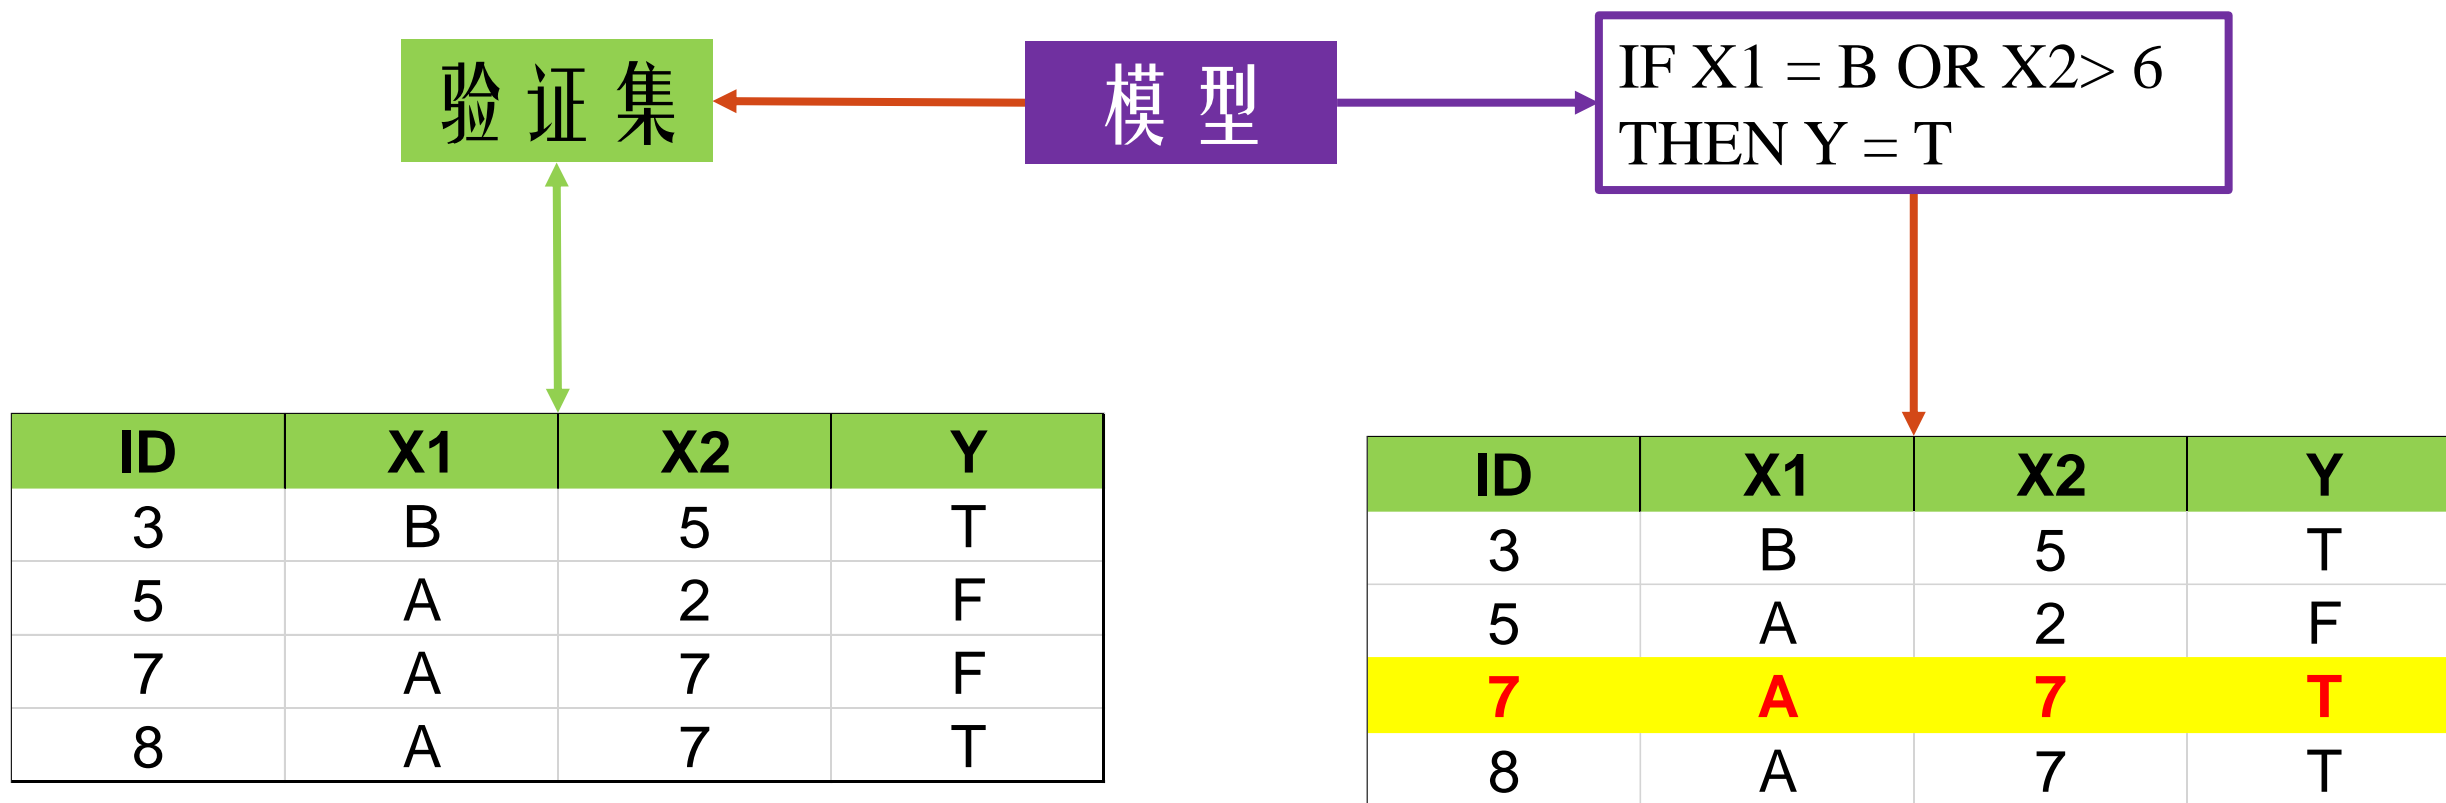 验证集
模型
IF X1 = B OR X2> 6
THEN Y = T
ID X1 X2 Y
3 B 5 T
5 A 2 F
7 A 7 F
8 A 7 T
ID X1 X2 Y
3 B 5 T
5 A 2 F
7 A 7 T
8 A 7 T